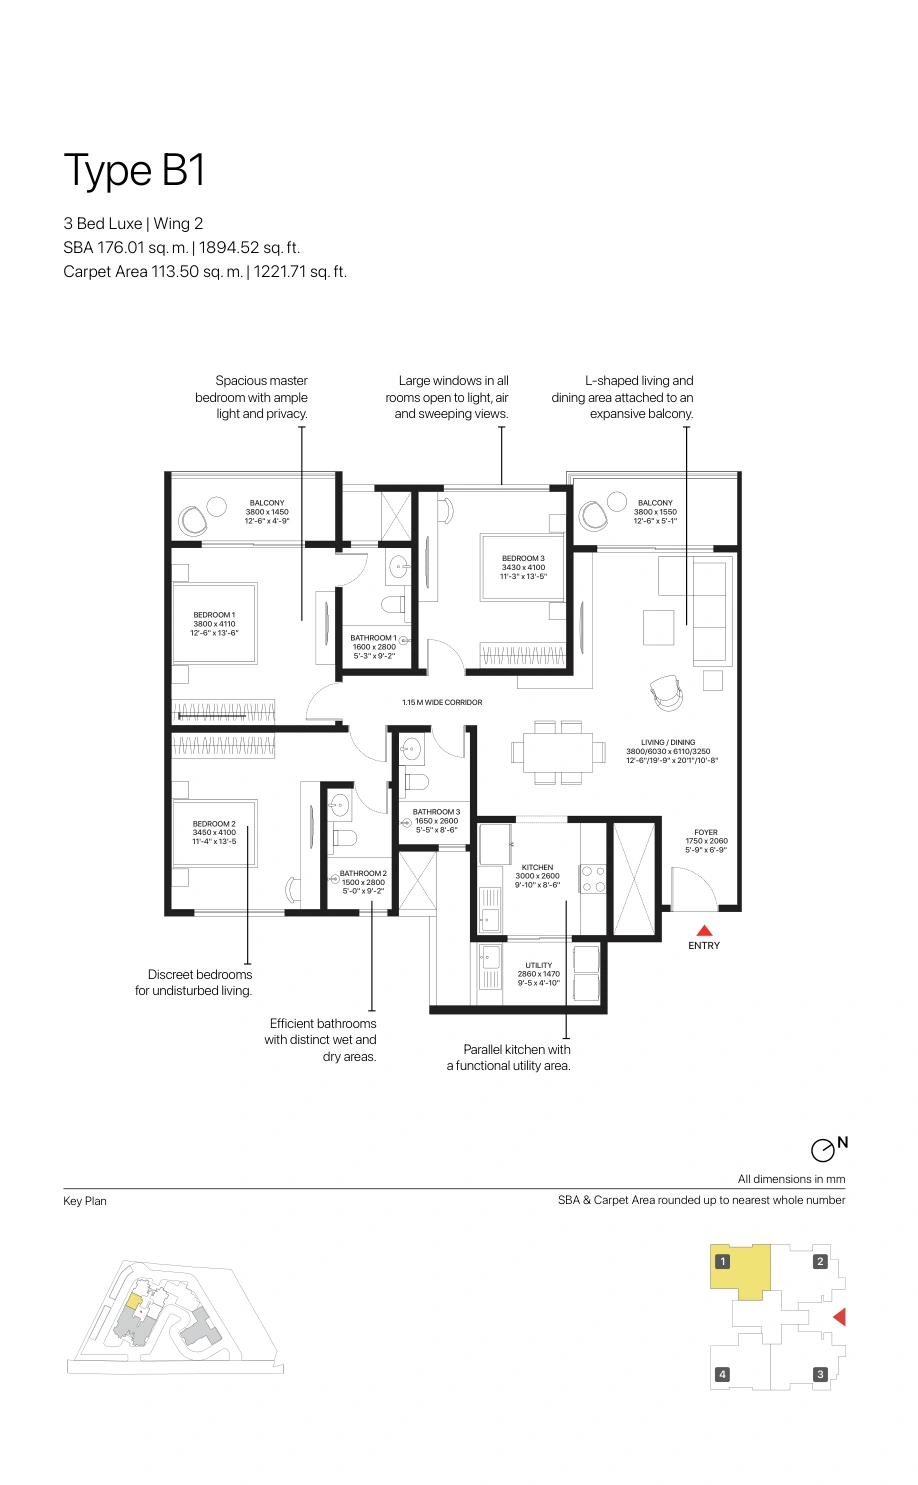 Type B1
3 Bed Luxe | Wing 2
SBA 176.01 sq. m. | 1894.52 sq. ft.
Carpet Area 113.50 sq. m. | 1221.71 sq. ft.
Spacious master
bedroom with ample
light and privacy.
Large windows in all
rooms open to light, air
and sweeping views.
L-shaped living and
dining area attached to an
expansive balcony.
BALCONY
3800 x 1450
12'-6" x 4'-9"
BALCONY
3800 x 1550
12'-6" x 5'-1"
BEDROOM 3
3430 x 4100
11'-3" x 13'-5"
BEDROOM 1
3800 x 4110
12'-6" x 13'-6"
BATHROOM 1
1600 x 2800
5'-3" x 9'-2"
1.15 M WIDE CORRIDOR
LIVING / DINING
3800/6030 x 6110/3250
12'-6"/19'-9" x 20'1"/10'-8"
BEDROOM 2
3450 x 4100
11'-4" x 13'-5
BATHROOM 3
1650 x 2600
5'-5" x 8'-6"
FOYER
1750 x 2060
5'-9" x 6'-9"
BATHROOM 2
1500 x 2800
5'-0" x 9'-2"
KITCHEN
3000 x 2600
9'-10" x 8'-6"
ENTRY
UTILITY
2860 x 1470
9'-5 x 4'-10"
Discreet bedrooms
for undisturbed living.
Efficient bathrooms
with distinct wet and
dry areas.
Parallel kitchen with
a functional utility area.
N
All dimensions in mm
Key Plan
SBA & Carpet Area rounded up to nearest whole number
1
2
4
3